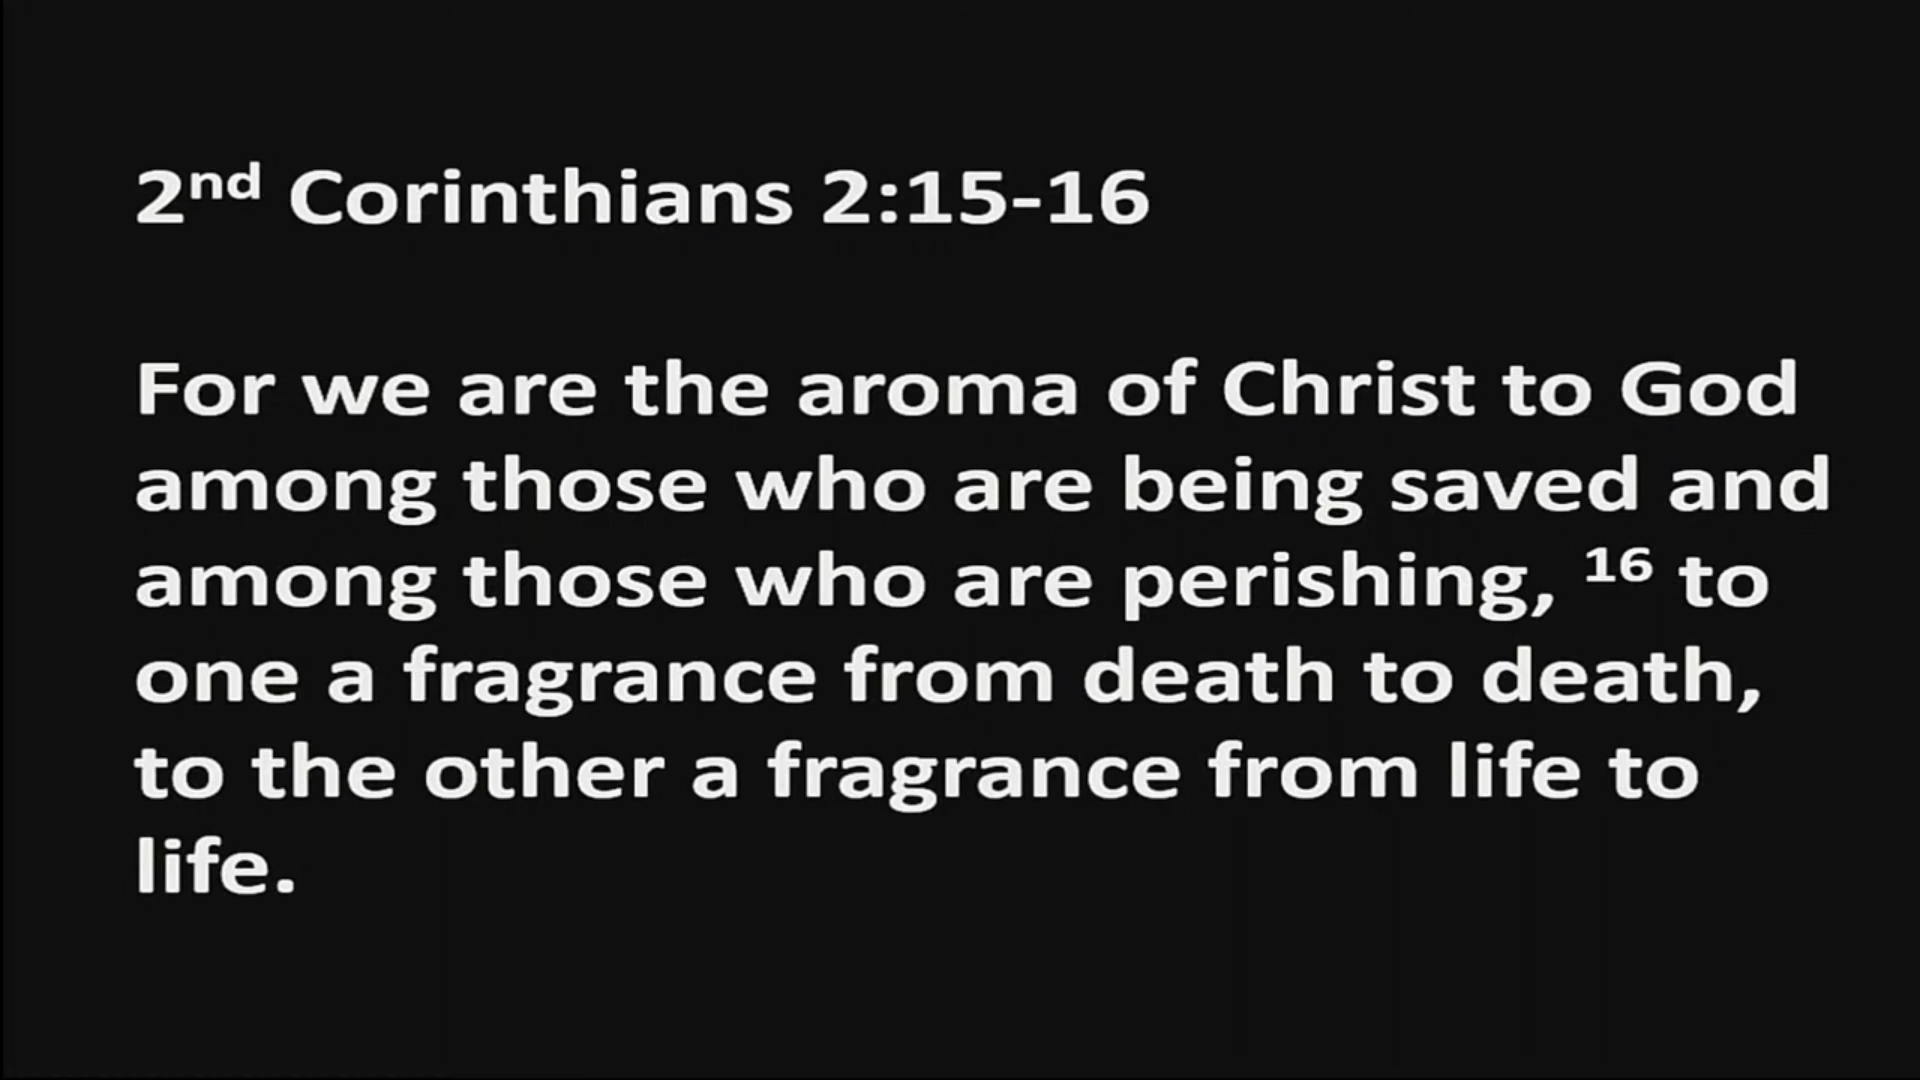 2nd Corinthians 2:15-16
For we are the aroma of Christ to God
among those who are being saved and
among those who are perishing, 16 to
one a fragrance from death to death,
to the other a fragrance from life to
life.